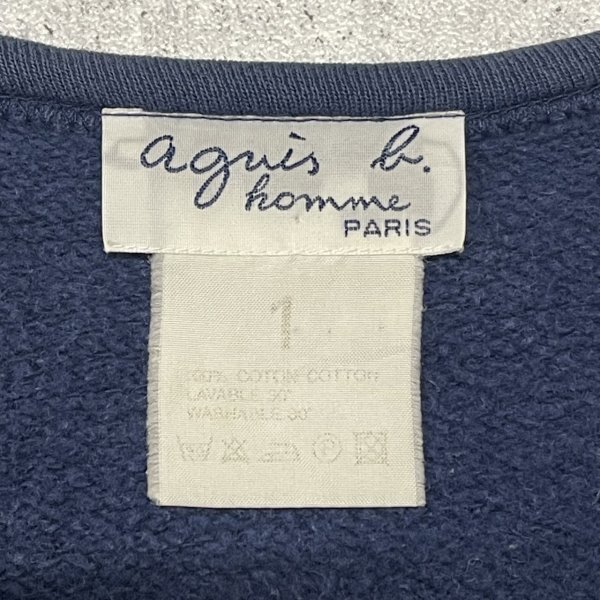 agnès b.
homme
PARIS
1
100% COTON COTTON
LAVABLE 30°
WASHABLE 30°
P